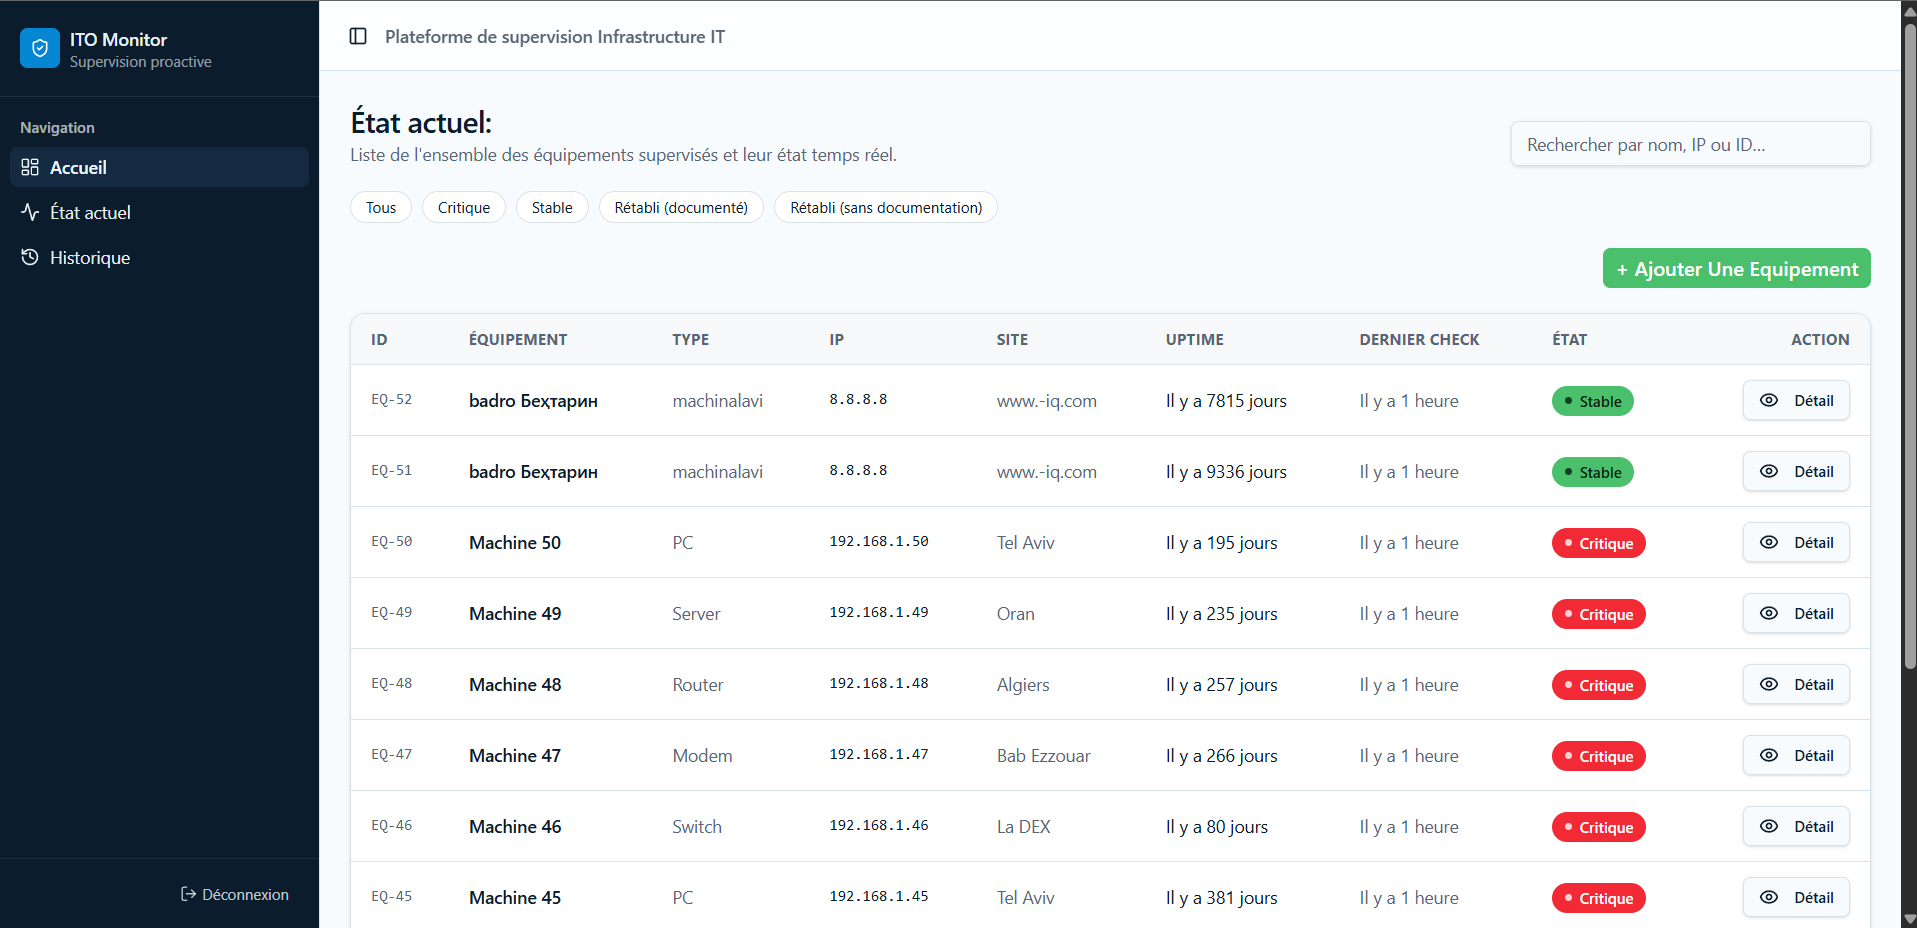 ITO Monitor
Supervision proactive
Navigation
Accueil
État actuel
Historique
Déconnexion
Plateforme de supervision Infrastructure IT
État actuel:
Liste de l'ensemble des équipements supervisés et leur état temps réel.
Rechercher par nom, IP ou ID...
Tous Critique Stable Rétabli (documenté) Rétabli (sans documentation)
+ Ajouter Une Equipement
ID ÉQUIPEMENT TYPE IP SITE UPTIME DERNIER CHECK ÉTAT ACTION
EQ-52 badro Беҳтарин machinalavi 8.8.8.8 www.-iq.com Il y a 7815 jours Il y a 1 heure Stable Détail
EQ-51 badro Беҳтарин machinalavi 8.8.8.8 www.-iq.com Il y a 9336 jours Il y a 1 heure Stable Détail
EQ-50 Machine 50 PC 192.168.1.50 Tel Aviv Il y a 195 jours Il y a 1 heure Critique Détail
EQ-49 Machine 49 Server 192.168.1.49 Oran Il y a 235 jours Il y a 1 heure Critique Détail
EQ-48 Machine 48 Router 192.168.1.48 Algiers Il y a 257 jours Il y a 1 heure Critique Détail
EQ-47 Machine 47 Modem 192.168.1.47 Bab Ezzouar Il y a 266 jours Il y a 1 heure Critique Détail
EQ-46 Machine 46 Switch 192.168.1.46 La DEX Il y a 80 jours Il y a 1 heure Critique Détail
EQ-45 Machine 45 PC 192.168.1.45 Tel Aviv Il y a 381 jours Il y a 1 heure Critique Détail